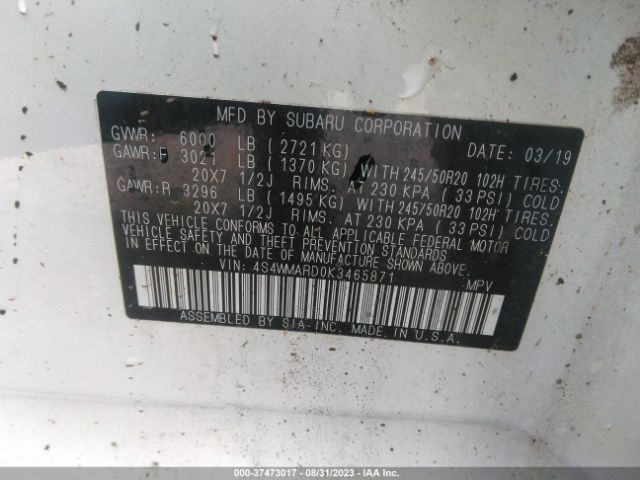 MFD BY SUBARU CORPORATION
GVWR: 6000 LB (2721 KG) DATE: 03/19
GAWR: F 3021 LB (1370 KG) WITH 245/50R20 102H TIRES.
20X7 1/2J RIMS. AT 230 KPA (33 PSI) COLD
GAWR: R 3296 LB (1495 KG) WITH 245/50R20 102H TIRES.
20X7 1/2J RIMS. AT 230 KPA (33 PSI) COLD
THIS VEHICLE CONFORMS TO ALL APPLICABLE FEDERAL MOTOR
VEHICLE SAFETY AND BUMPER STANDARDS
IN EFFECT ON THE DATE OF MANUFACTURE SHOWN ABOVE.
VIN: 4S4WMARD0K3465871 MPV
ASSEMBLED BY SIA-INC. MADE IN U.S.A.
000-37473017 - 08/31/2023 - IAA Inc.